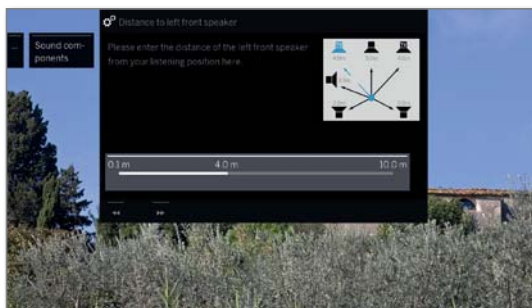 Distance to left front speaker
... Sound com-
ponents
Please enter the distance of the left front speaker
from your listening position here.
0.1 m 4.0 m 10.0 m